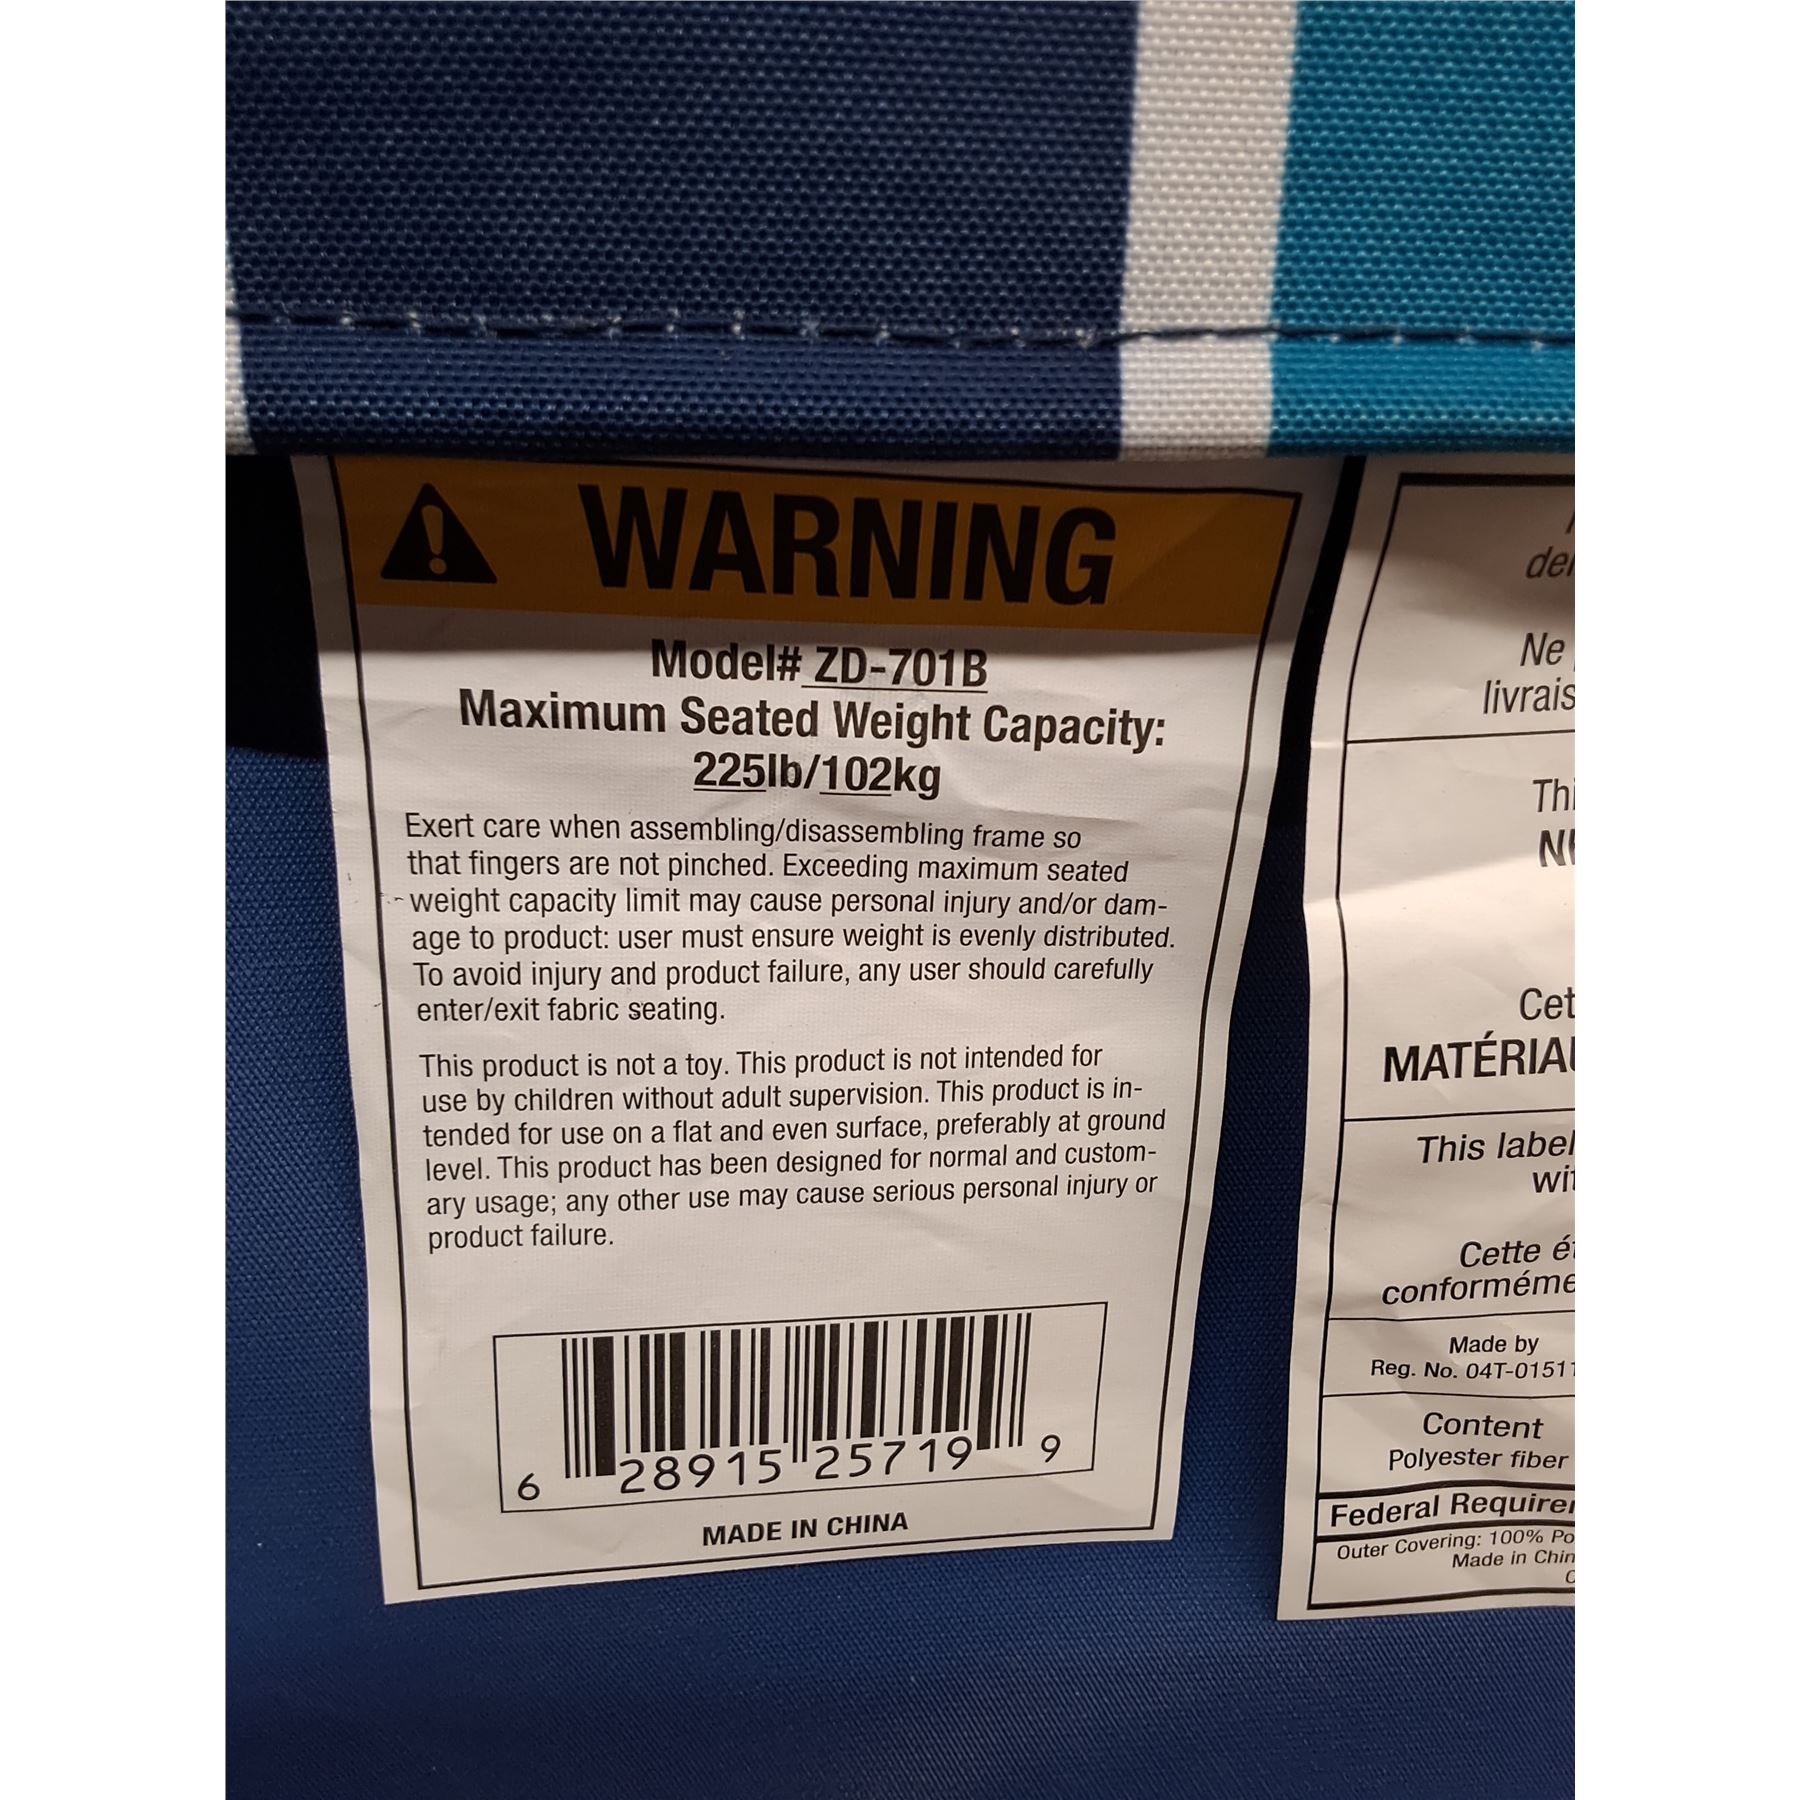 WARNING
Model# ZD-701B
Maximum Seated Weight Capacity:
225lb/102kg
Exert care when assembling/disassembling frame so
that fingers are not pinched. Exceeding maximum seated
weight capacity limit may cause personal injury and/or dam-
age to product: user must ensure weight is evenly distributed.
To avoid injury and product failure, any user should carefully
enter/exit fabric seating.
This product is not a toy. This product is not intended for
use by children without adult supervision. This product is in-
tended for use on a flat and even surface, preferably at ground
level. This product has been designed for normal and custom-
ary usage; any other use may cause serious personal injury or
product failure.
6 28915 25719 9
MADE IN CHINA
Ne
MATÉRIA
This label
Cette
Made by
Reg. No. 04T-0151
Content
Polyester fiber
Federal
Outer Covering: 100%
Made in